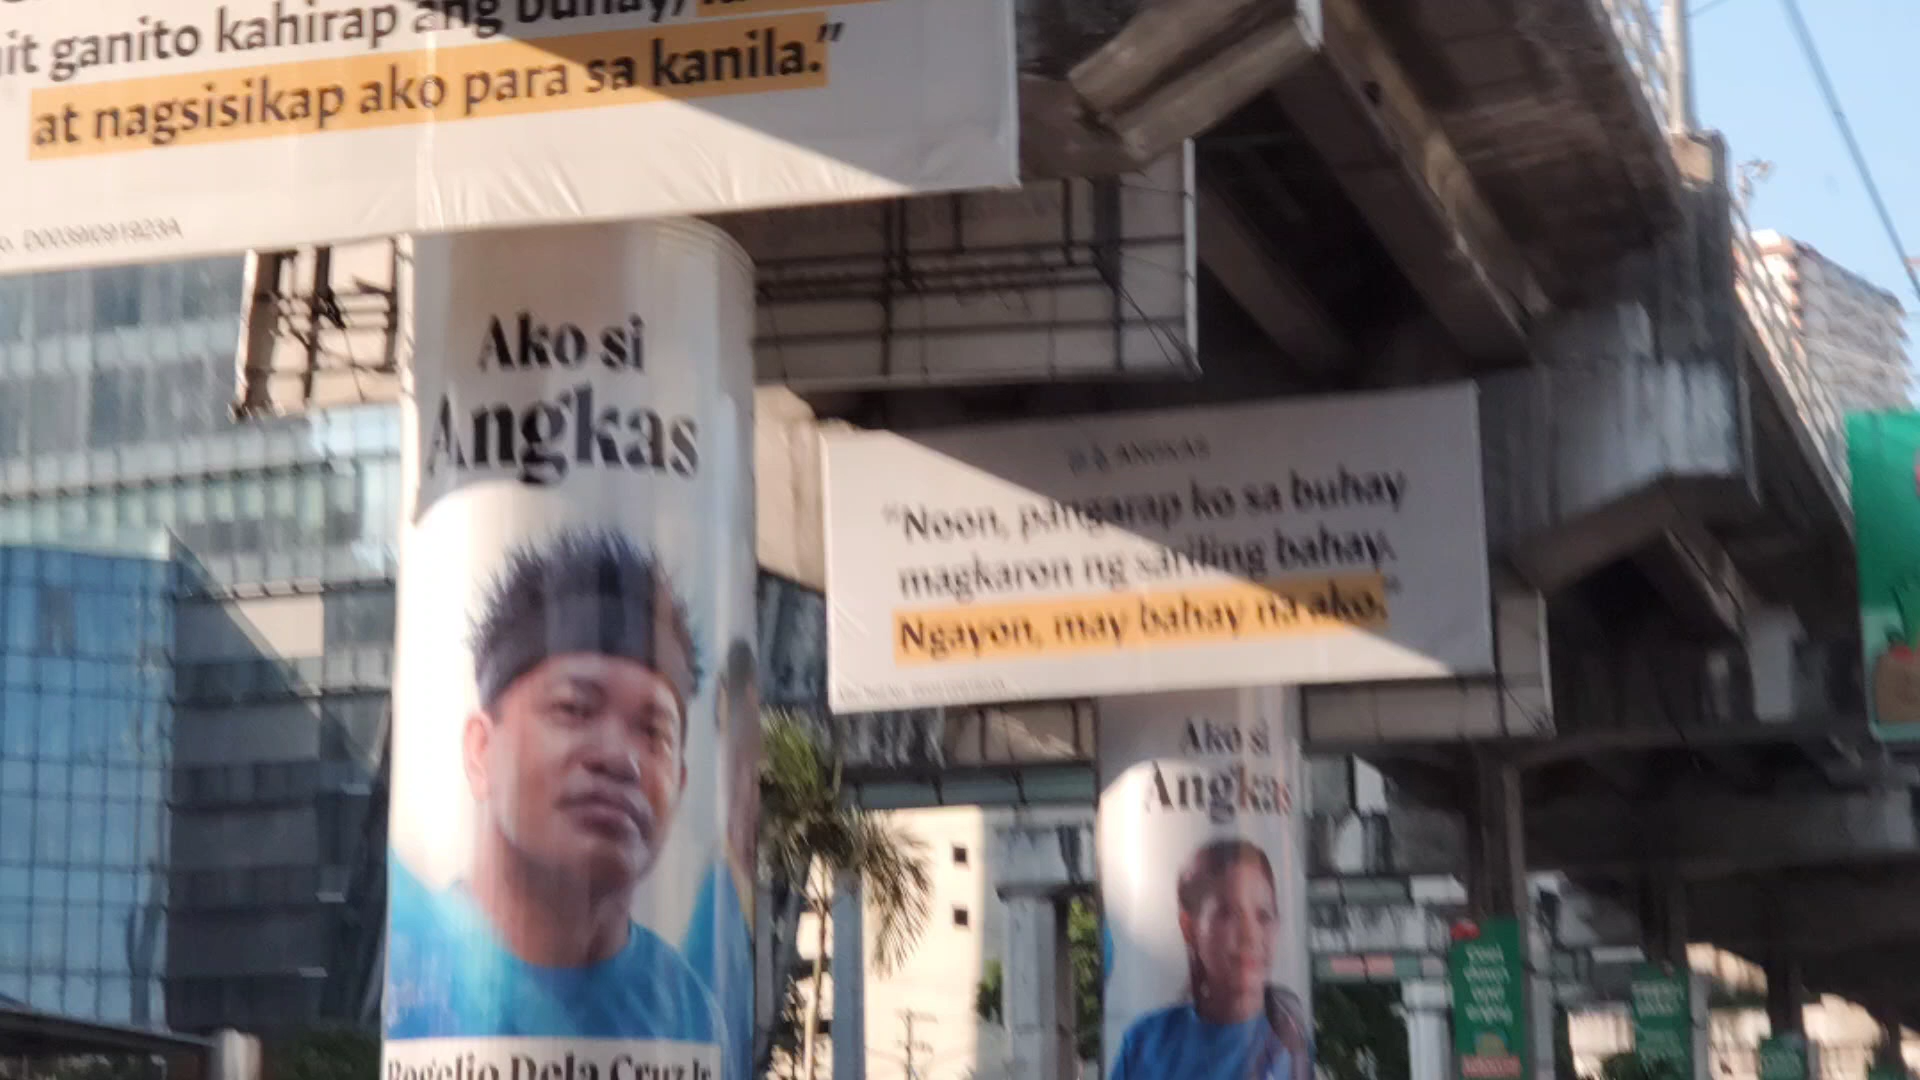 ganito kahirap ang buhay,
at nagsisikap ako para sa kanila.”
Ako si
Angkas
Rogelio Dela Cruz Jr.
ANGKAS
“Noon, pangarap ko sa buhay
magkaron ng sariling bahay.
Ngayon, may bahay na ako.”
Ako si
Angkas